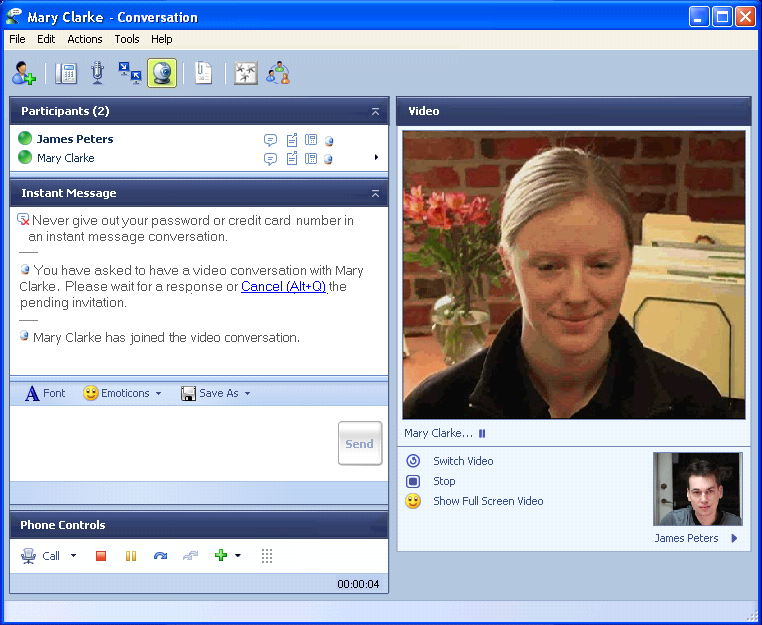 Mary Clarke - Conversation
File Edit Actions Tools Help
Participants (2)
James Peters
Mary Clarke
Instant Message
Never give out your password or credit card number in
an instant message conversation.
You have asked to have a video conversation with Mary
Clarke. Please wait for a response or Cancel (Alt+Q) the
pending invitation.
Mary Clarke has joined the video conversation.
A Font Emoticons Save As
Send
Phone Controls
Call
00:00:04
Video
Mary Clarke...
Switch Video
Stop
Show Full Screen Video
James Peters